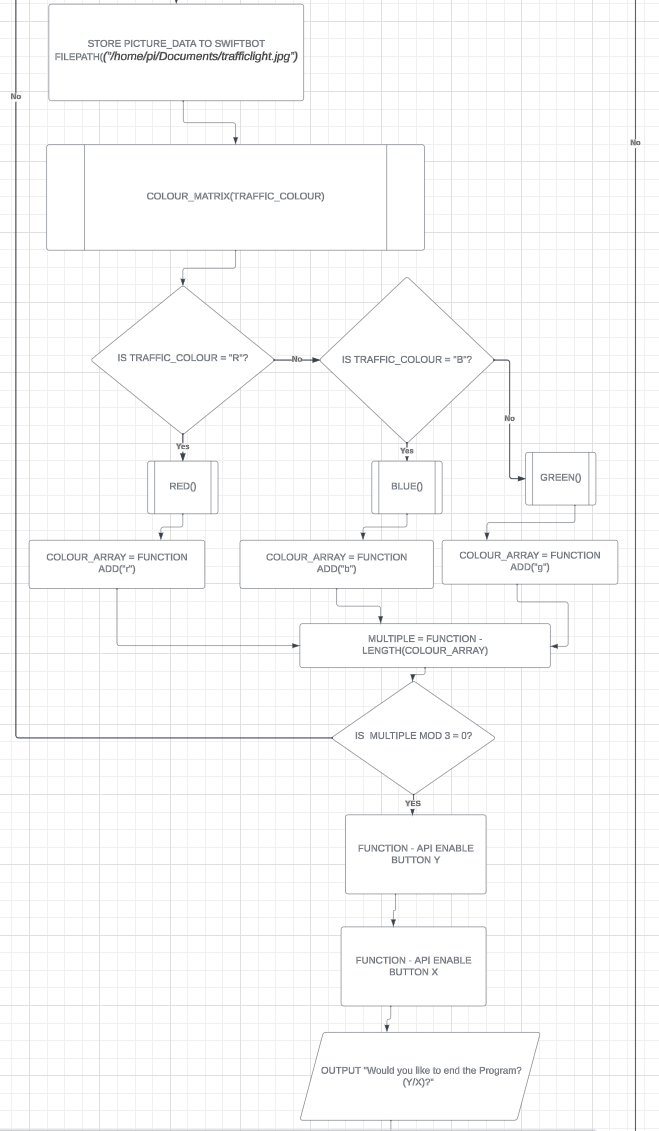 STORE PICTURE_DATA TO SWIFTBOT
FILEPATH(("/home/pi/Documents/trafficlight.jpg")
No
No
COLOUR_MATRIX(TRAFFIC_COLOUR)
IS TRAFFIC_COLOUR = "R"?
No
IS TRAFFIC_COLOUR = "B"?
No
Yes
Yes
RED()
BLUE()
GREEN()
COLOUR_ARRAY = FUNCTION
ADD("r")
COLOUR_ARRAY = FUNCTION
ADD("b")
COLOUR_ARRAY = FUNCTION
ADD("g")
MULTIPLE = FUNCTION -
LENGTH(COLOUR_ARRAY)
IS MULTIPLE MOD 3 = 0?
YES
FUNCTION - API ENABLE
BUTTON Y
FUNCTION - API ENABLE
BUTTON X
OUTPUT "Would you like to end the Program?
(Y/X)?"